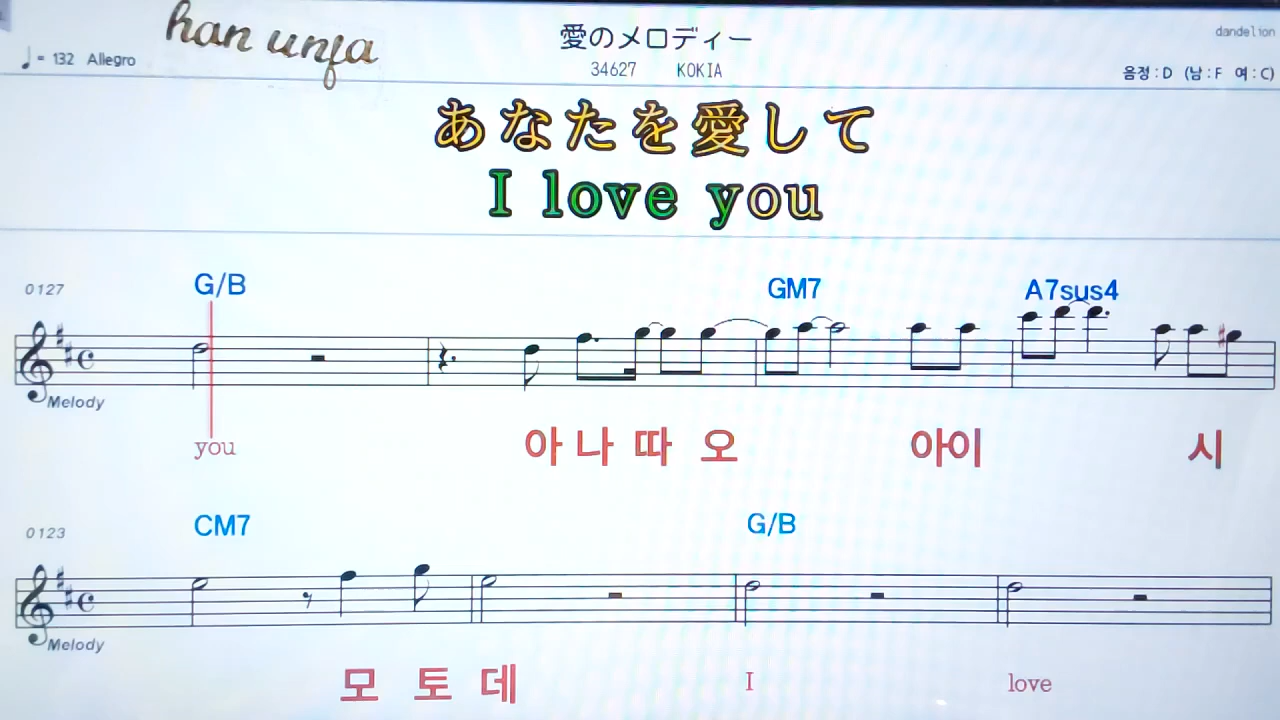 han unfa
愛のメロディー
dandelion
♩= 132 Allegro
34627 KOKIA
음정 : D (남 : F 여 : C)
あなたを愛して
I love you
0127
G/B GM7 A7sus4
Melody
you 아 나 따 오 아이 시
0123
CM7 G/B
Melody
모 토 데 I love